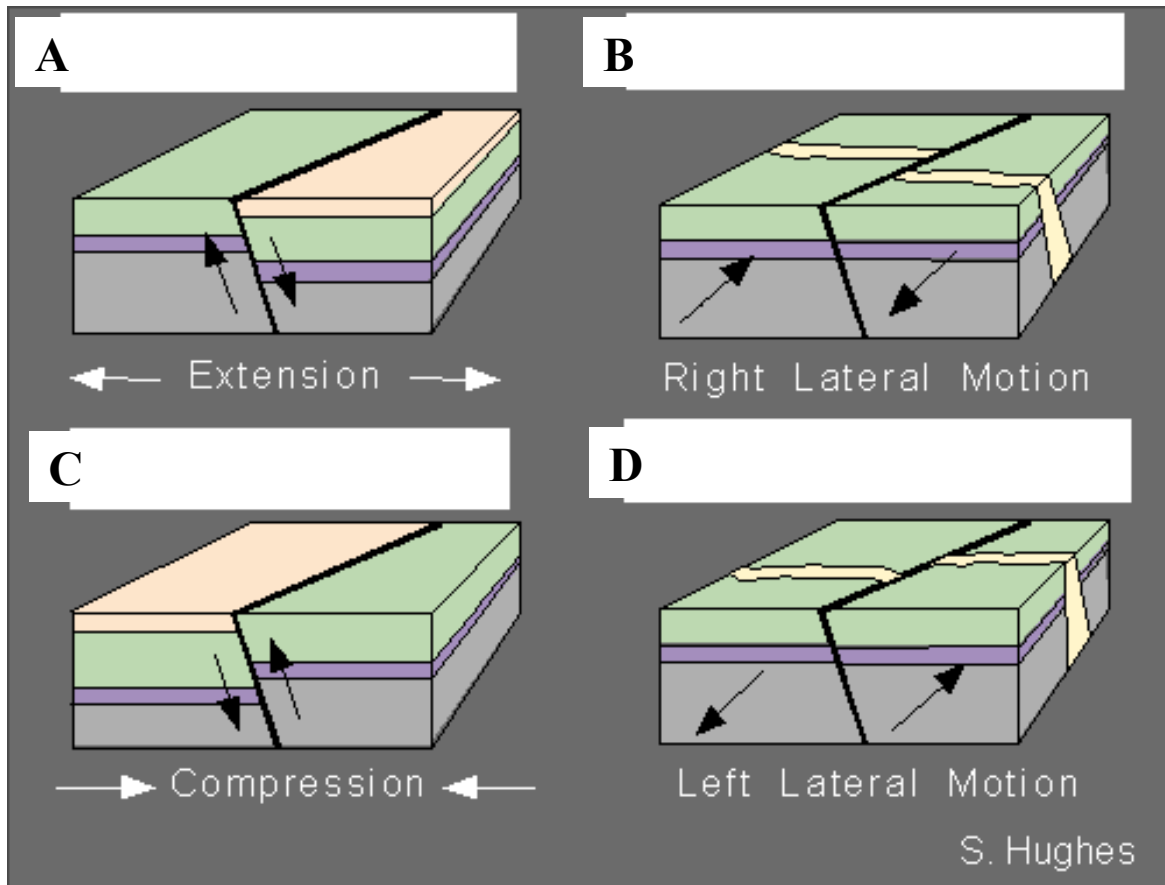 A
B
Extension
Right Lateral Motion
C
D
Compression
Left Lateral Motion
S. Hughes